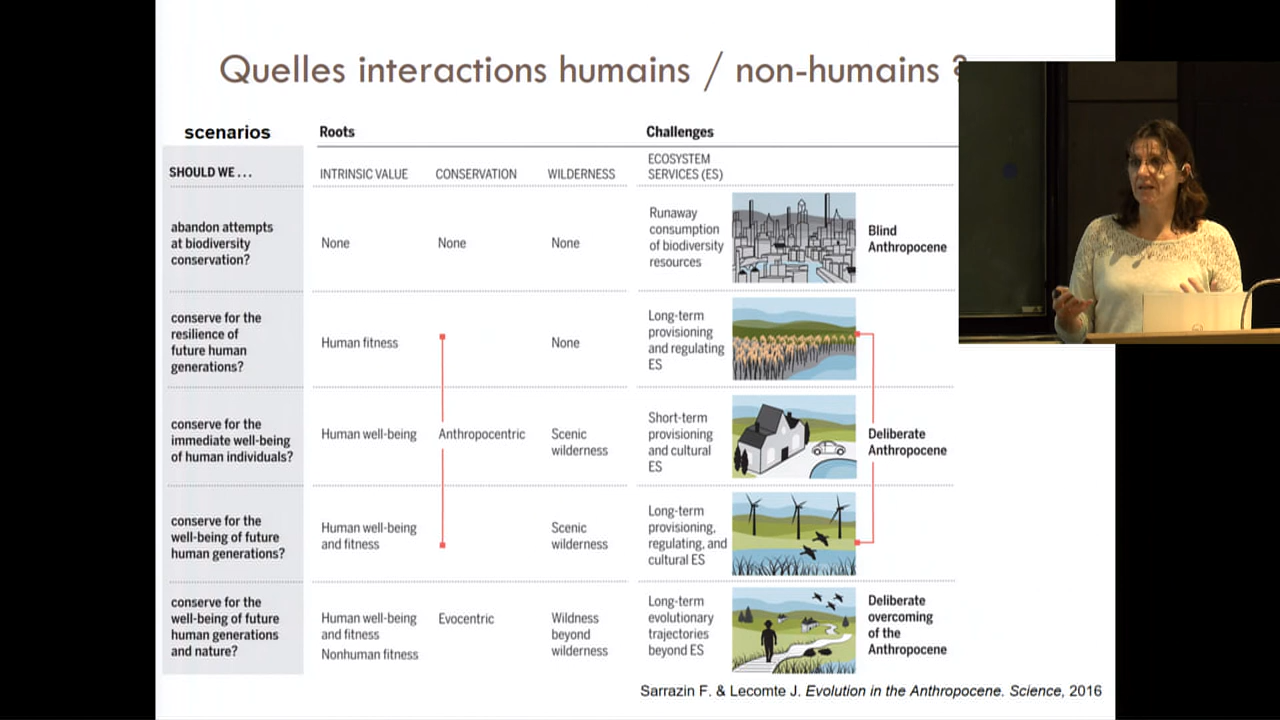 Quelles interactions humains / non-humains ?
scenarios
Roots
Challenges
SHOULD WE . . .
INTRINSIC VALUE
CONSERVATION
WILDERNESS
ECOSYSTEM
SERVICES (ES)
abandon attempts
at biodiversity
conservation?
None
None
None
Runaway
consumption
of biodiversity
resources
Blind
Anthropocene
conserve for the
resilience of
future human
generations?
Human fitness
None
Long-term
provisioning
and regulating
ES
conserve for the
immediate well-being
of human individuals?
Human well-being
Anthropocentric
Scenic
wilderness
Short-term
provisioning
and cultural
ES
Deliberate
Anthropocene
conserve for the
well-being of future
human generations?
Human well-being
and fitness
Scenic
wilderness
Long-term
provisioning,
regulating, and
cultural ES
conserve for the
well-being of future
human generations
and nature?
Human well-being
and fitness
Nonhuman fitness
Evocentric
Wildness
beyond
wilderness
Long-term
evolutionary
trajectories
beyond ES
Deliberate
overcoming
of the
Anthropocene
Sarrazin F. & Lecomte J. Evolution in the Anthropocene. Science, 2016